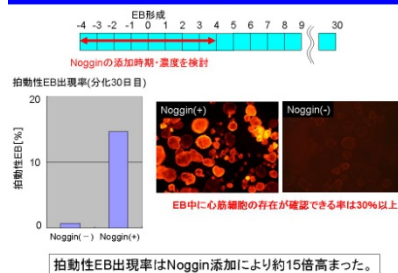 EB形成
-4 -3 -2 -1 0 1 2 3 4 5 6 7 8 9 30
Nogginの添加時期・濃度を検討
拍動性EB出現率(分化30日目)
20
10
0
拍動性EB[%]
Noggin(－) Noggin(+)
Noggin(+)
Noggin(-)
EB中に心筋細胞の存在が確認できる率は30%以上
拍動性EB出現率はNoggin添加により約15倍高まった。